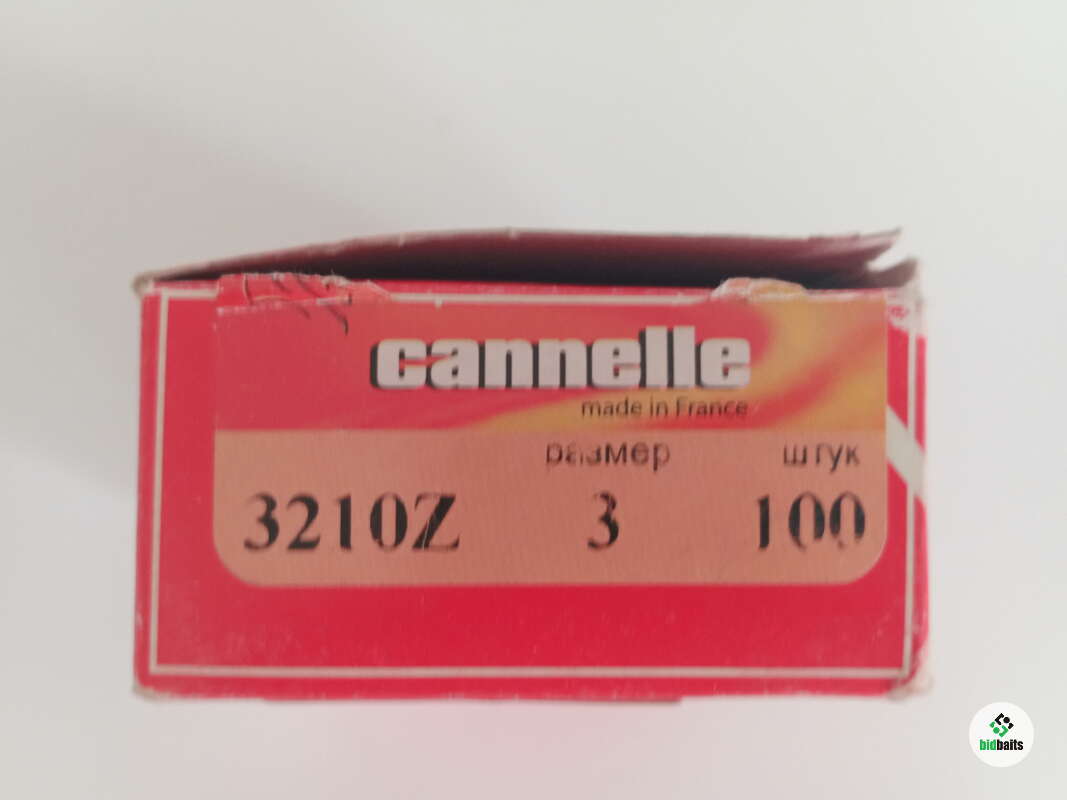 cannelle
made in France
размер штук
3210Z 3 100
bidbaits